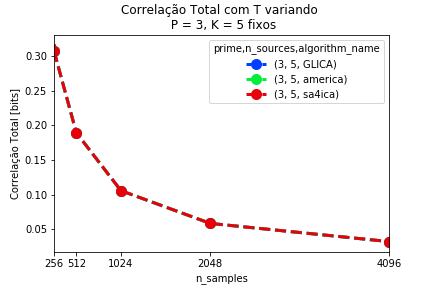 Correlação Total com T variando
P = 3, K = 5 fixos
Correlação Total [bits]
0.30
0.25
0.20
0.15
0.10
0.05
prime,n_sources,algorithm_name
(3, 5, GLICA)
(3, 5, america)
(3, 5, sa4ica)
256 512 1024 2048 4096
n_samples